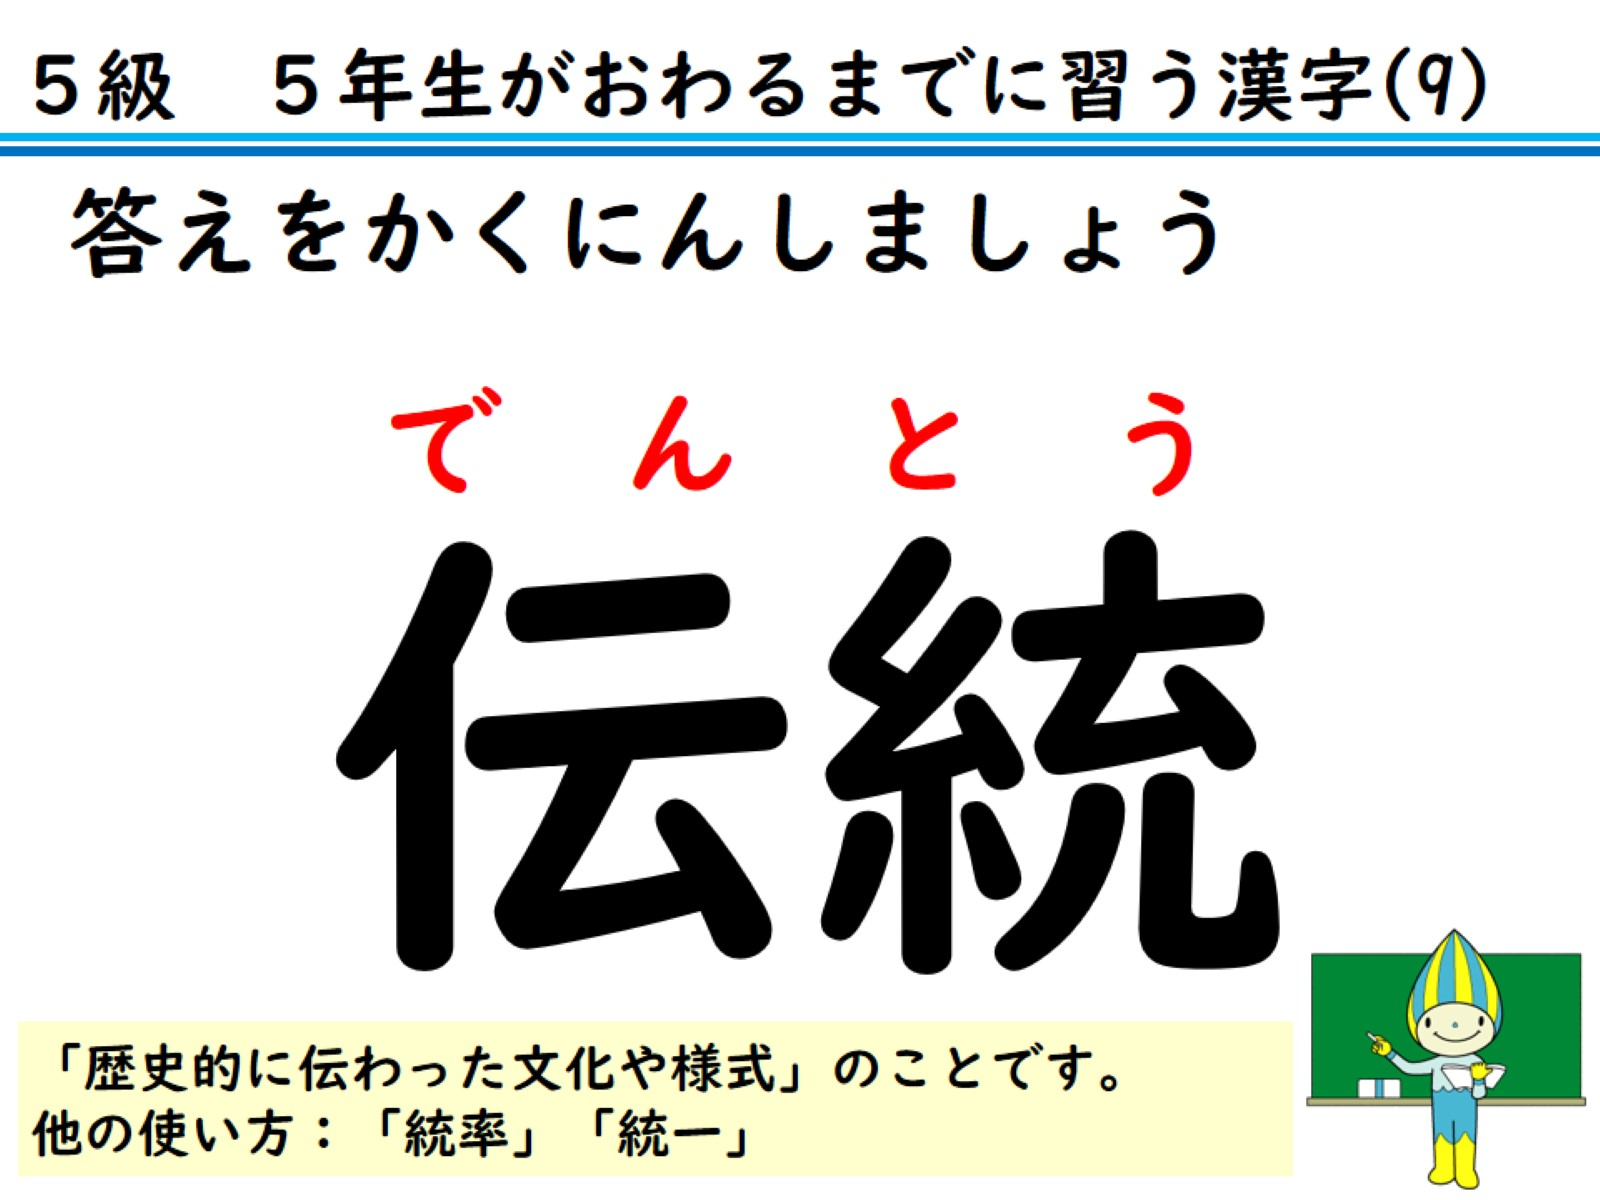 ５級　５年生がおわるまでに習う漢字(9)
答えをかくにんしましょう
でんとう
伝統
「歴史的に伝わった文化や様式」のことです。
他の使い方：「統率」「統一」